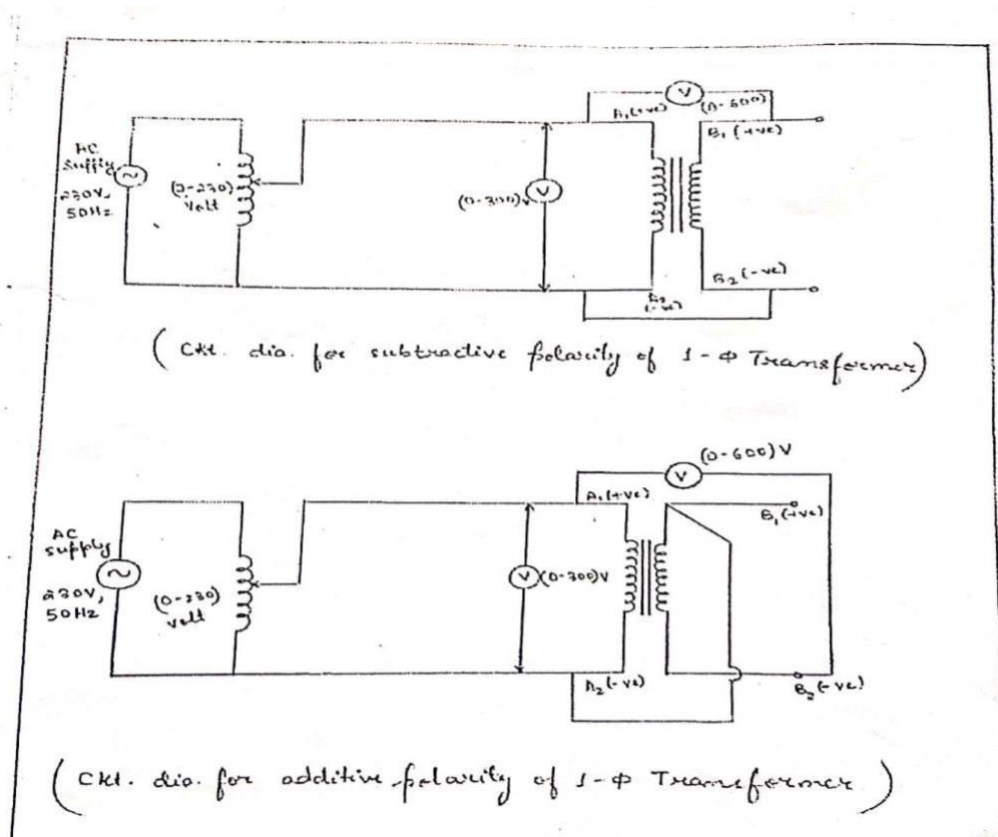 AC
Supply
230V,
50Hz
(0-230)
Volt
(0-300)V
V
V
A₁(+ve)
(0-600)
B₁ (+ve)
B₂ (-ve)
A₂
(-ve)
( Ckt. dia. for subtractive polarity of 1-Φ Transformer)
AC
supply
230V,
50Hz
(0-230)
Volt
V
(0-300)V
V
(0-600)V
A₁(+ve)
B₁(+ve)
A₂(-ve)
B₂(-ve)
( Ckt. dia. for additive polarity of 1-Φ Transformer )